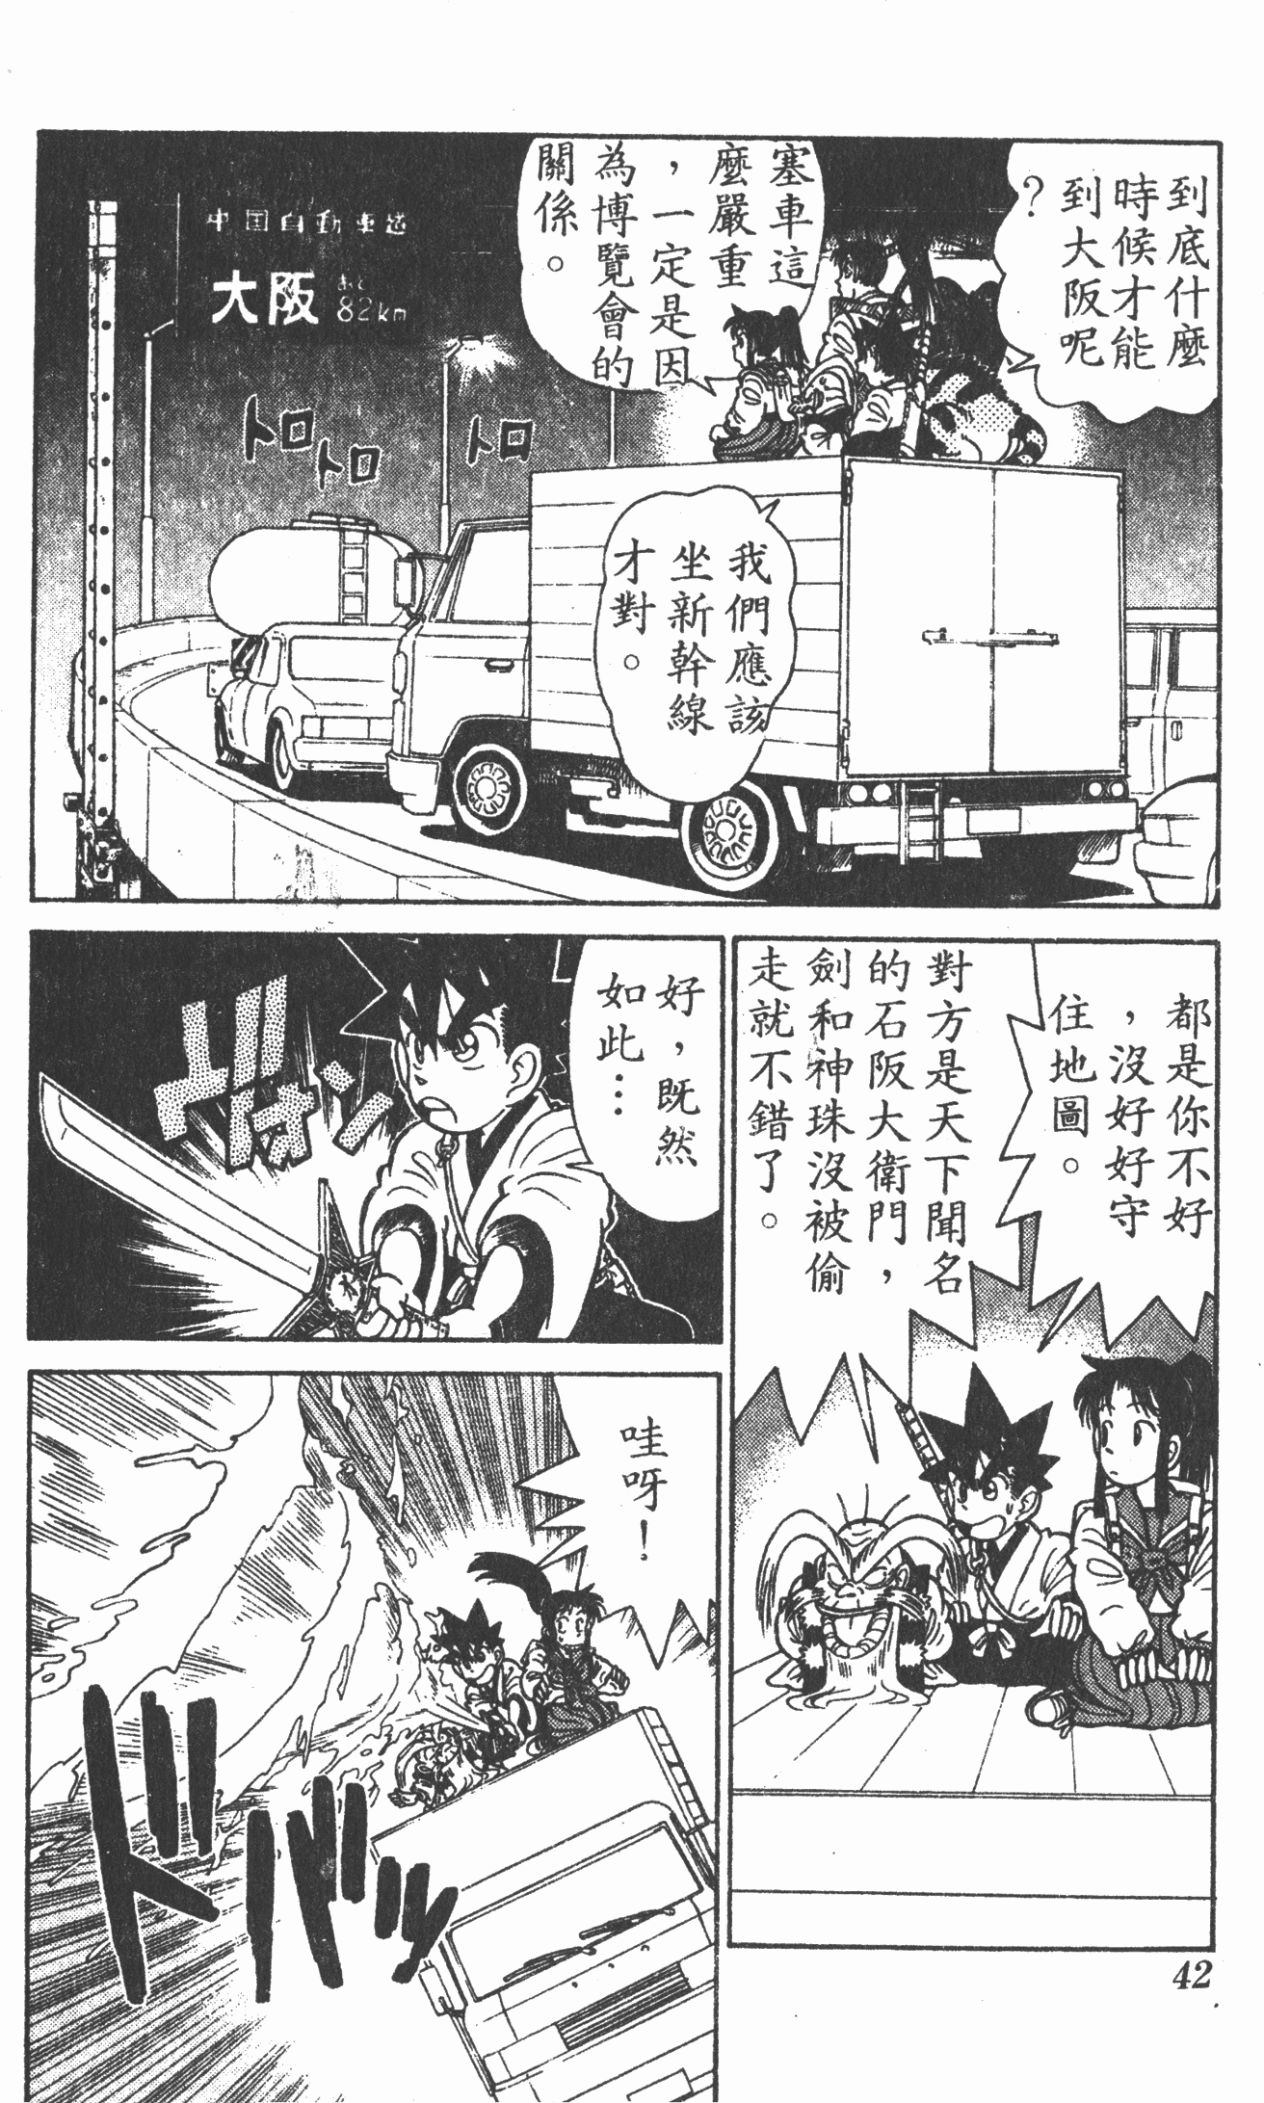 到底什麼
時候才能
到大阪呢
？
塞車這
麼嚴重
，一定是因
為博覽會的
關係。
中国自動車道
大阪
あと
82km
トロ
トロ
トロ
我們應該
坐新幹線
才對。
都是你不好
，沒好好守
住地圖。
對方是天下聞名
的石阪大衛門，
劍和神珠沒被偷
走就不錯了。
好，既然
如此…
ヴォン
哇呀！
ドバッ
42